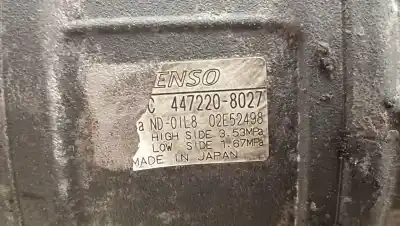 ENSO
C 447220-8027
a ND-OIL8 02E52498
HIGH SIDE 3.53MPa
LOW SIDE 1.67MPa
MADE IN JAPAN